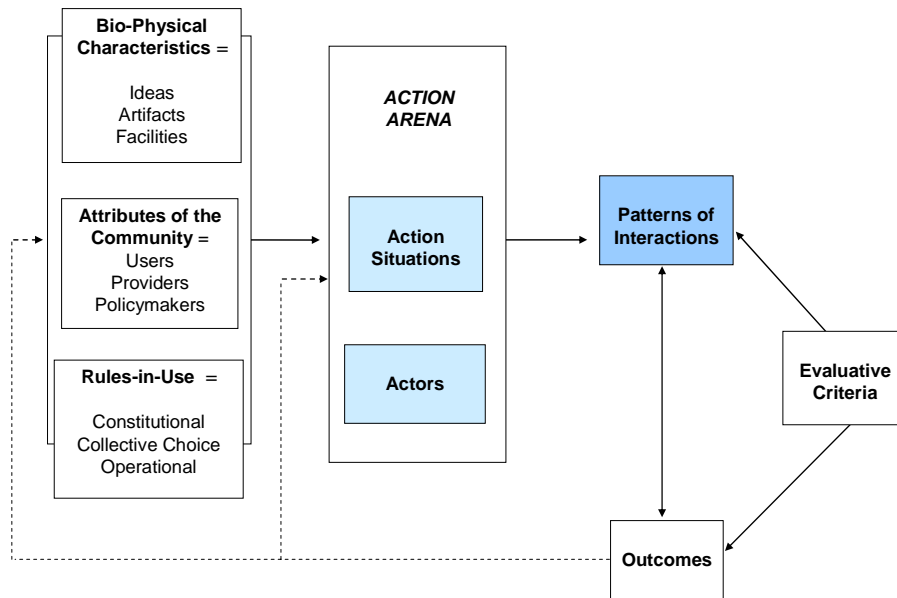 Bio-Physical
Characteristics =
Ideas
Artifacts
Facilities
Attributes of the
Community =
Users
Providers
Policymakers
Rules-in-Use =
Constitutional
Collective Choice
Operational
ACTION
ARENA
Action
Situations
Actors
Patterns of
Interactions
Evaluative
Criteria
Outcomes